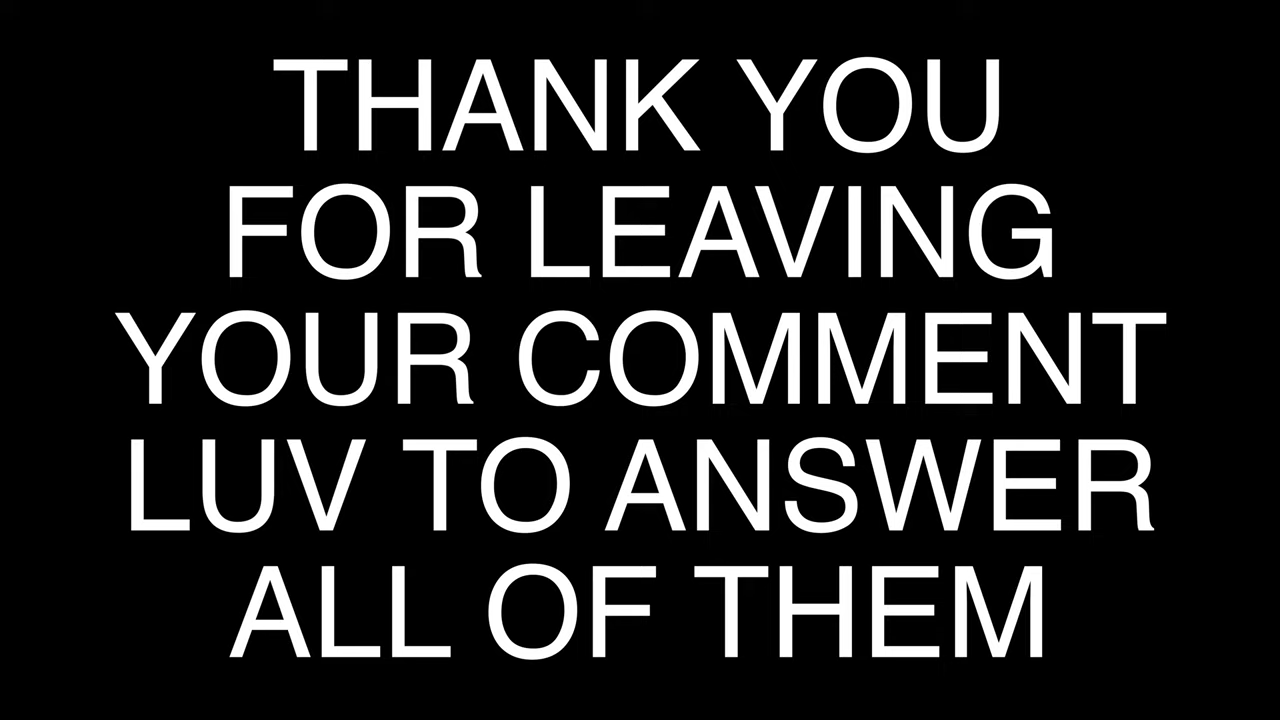 THANK YOU
FOR LEAVING
YOUR COMMENT
LUV TO ANSWER
ALL OF THEM